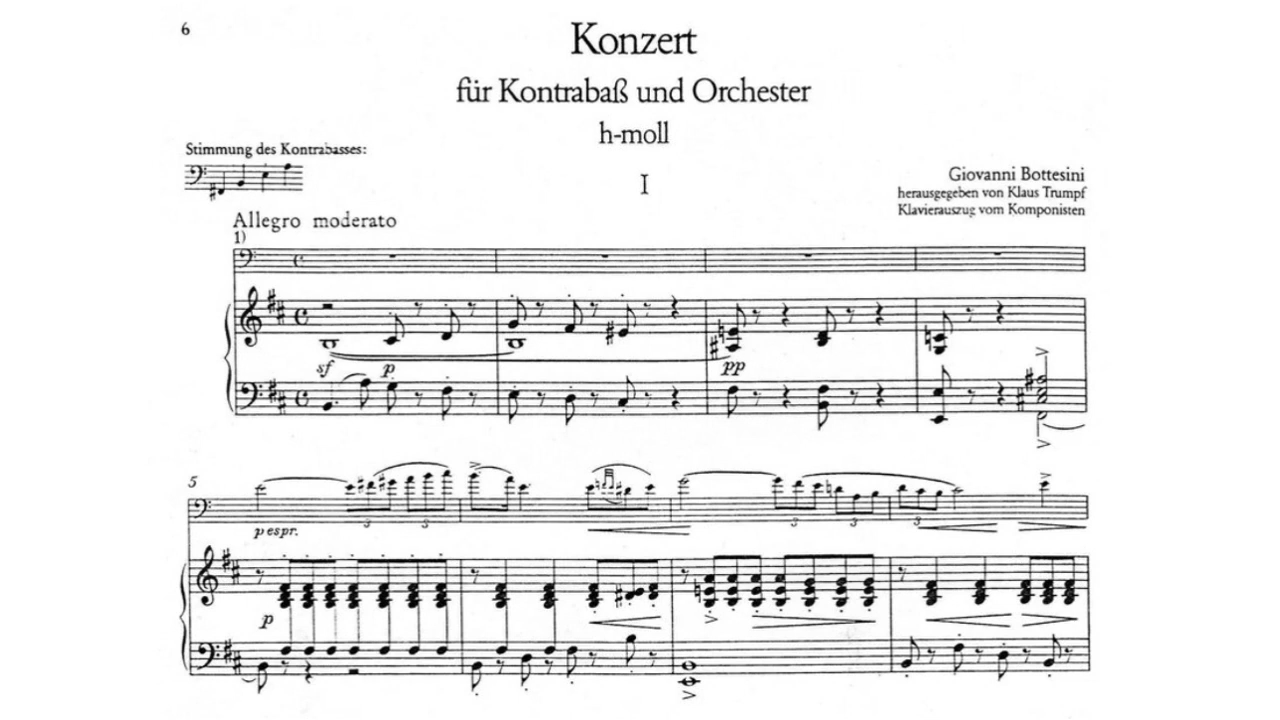 6
Konzert
für Kontrabaß und Orchester
h-moll
Stimmung des Kontrabasses:
I
Giovanni Bottesini
herausgegeben von Klaus Trumpf
Klavierauszug vom Komponisten
Allegro moderato
1)
sf p pp
5
3 3 3 3 3
p espr.
p